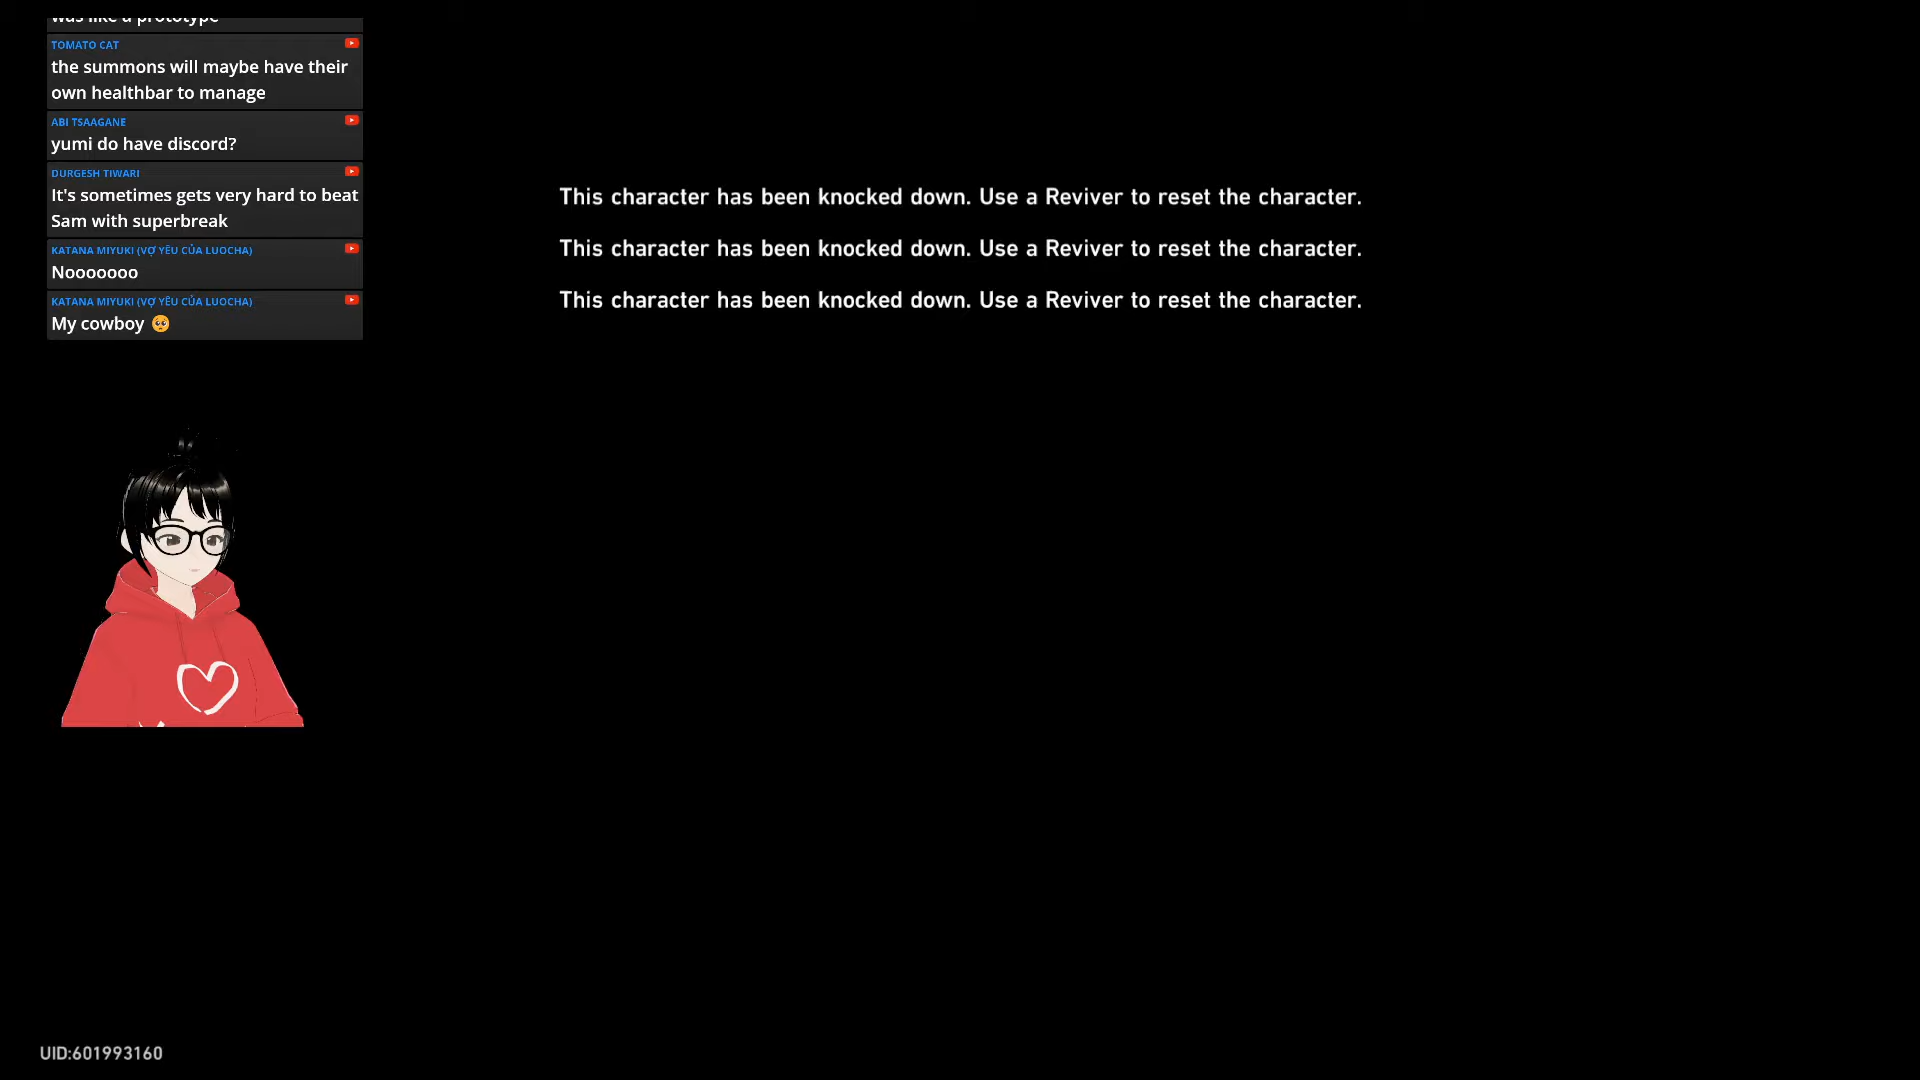 was like a prototype
TOMATO CAT
the summons will maybe have their
own healthbar to manage
ABI TSAAGANE
yumi do have discord?
DURGESH TIWARI
It's sometimes gets very hard to beat
Sam with superbreak
KATANA MIYUKI (VỢ YÊU CỦA LUOCHA)
Nooooooo
KATANA MIYUKI (VỢ YÊU CỦA LUOCHA)
My cowboy 🥺
This character has been knocked down. Use a Reviver to reset the character.
This character has been knocked down. Use a Reviver to reset the character.
This character has been knocked down. Use a Reviver to reset the character.
UID:601993160